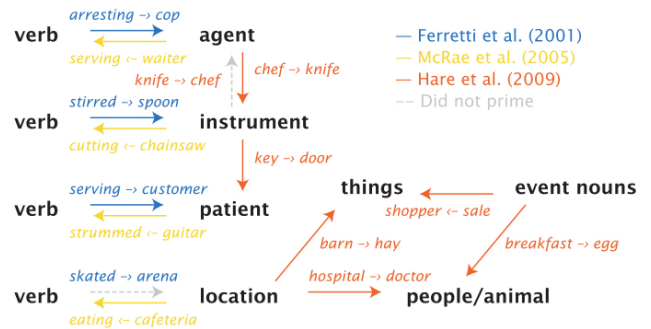 arresting -> cop
verb
agent
serving <- waiter
knife -> chef
chef -> knife
Ferretti et al. (2001)
McRae et al. (2005)
Hare et al. (2009)
Did not prime
stirred -> spoon
verb
instrument
cutting <- chainsaw
key -> door
serving -> customer
verb
patient
strummed <- guitar
things
event nouns
shopper <- sale
barn -> hay
breakfast -> egg
skated -> arena
verb
location
eating <- cafeteria
hospital -> doctor
people/animal